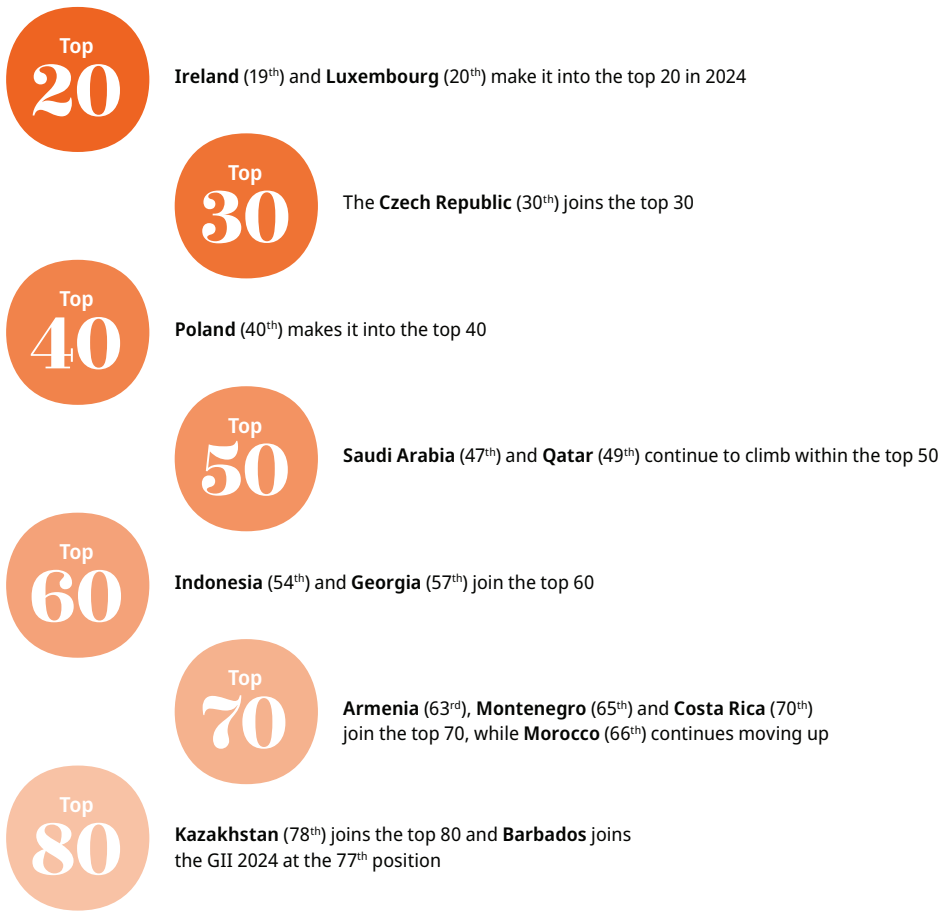 Top
20
Ireland (19th) and Luxembourg (20th) make it into the top 20 in 2024
Top
30
The Czech Republic (30th) joins the top 30
Top
40
Poland (40th) makes it into the top 40
Top
50
Saudi Arabia (47th) and Qatar (49th) continue to climb within the top 50
Top
60
Indonesia (54th) and Georgia (57th) join the top 60
Top
70
Armenia (63rd), Montenegro (65th) and Costa Rica (70th)
join the top 70, while Morocco (66th) continues moving up
Top
80
Kazakhstan (78th) joins the top 80 and Barbados joins
the GII 2024 at the 77th position